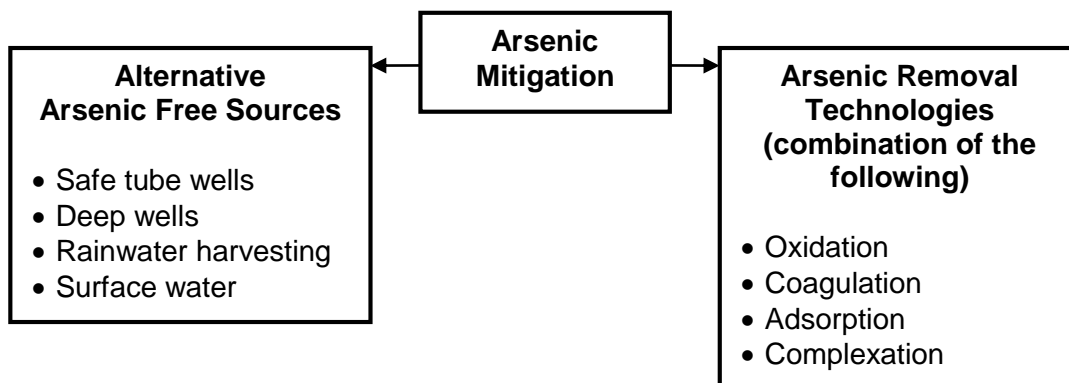 Arsenic
Mitigation
Alternative
Arsenic Free Sources
• Safe tube wells
• Deep wells
• Rainwater harvesting
• Surface water
Arsenic Removal
Technologies
(combination of the
following)
• Oxidation
• Coagulation
• Adsorption
• Complexation